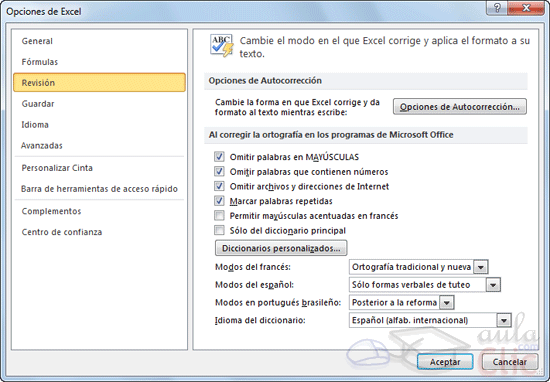 Opciones de Excel
General
Fórmulas
Revisión
Guardar
Idioma
Avanzadas
Personalizar Cinta
Barra de herramientas de acceso rápido
Complementos
Centro de confianza
ABC
Cambie el modo en el que Excel corrige y aplica el formato a su
texto.
Opciones de Autocorrección
Cambie la forma en que Excel corrige y da
formato al texto mientras escribe:
Opciones de Autocorrección...
Al corregir la ortografía en los programas de Microsoft Office
Omitir palabras en MAYÚSCULAS
Omitir palabras que contienen números
Omitir archivos y direcciones de Internet
Marcar palabras repetidas
Permitir mayúsculas acentuadas en francés
Sólo del diccionario principal
Diccionarios personalizados...
Modos del francés: Ortografía tradicional y nueva
Modos del español: Sólo formas verbales de tuteo
Modos en portugués brasileño: Posterior a la reforma
Idioma del diccionario: Español (alfab. internacional)
aula
.com
Clic
Aceptar Cancelar